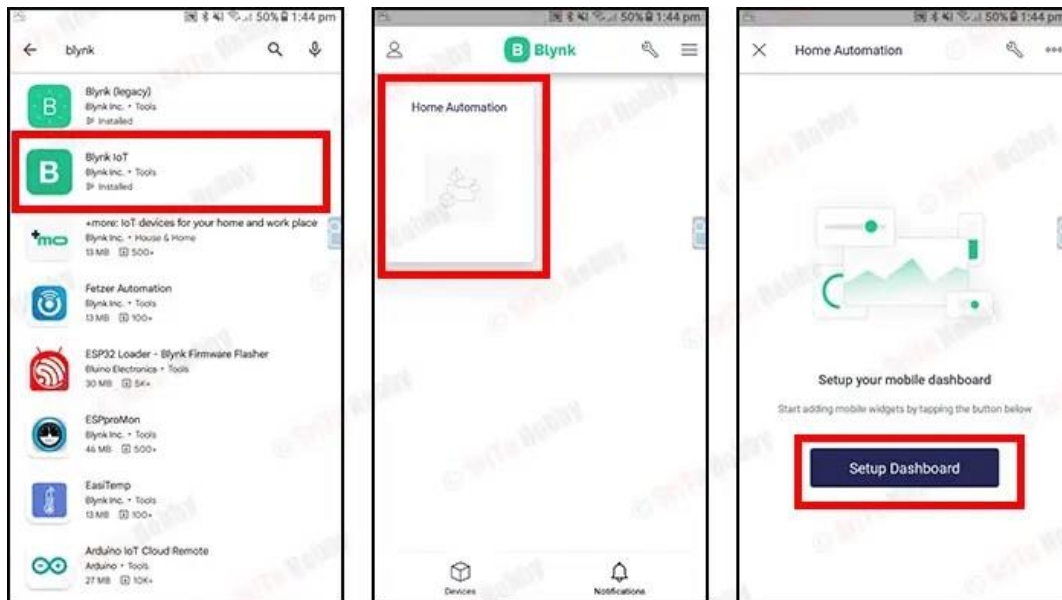 50% 1:44 pm
blynk
Blynk (legacy)
Blynk Inc. • Tools
Installed
Blynk IoT
Blynk Inc. • Tools
Installed
+more: IoT devices for your home and work place
Blynk Inc. • House & Home
13 MB 500+
Fetzer Automation
Blynk Inc. • Tools
13 MB 100+
ESP32 Loader - Blynk Firmware Flasher
Bluino Electronics • Tools
30 MB 5K+
ESPproMon
Blynk Inc. • Tools
46 MB 500+
EasiTemp
Blynk Inc. • Tools
13 MB 100+
Arduino IoT Cloud Remote
Arduino • Tools
27 MB 10K+
50% 1:44 pm
B Blynk
Home Automation
Devices
Notifications
50% 1:44 pm
Home Automation
Setup your mobile dashboard
Start adding mobile widgets by tapping the button below
Setup Dashboard
© SriTu Hobby